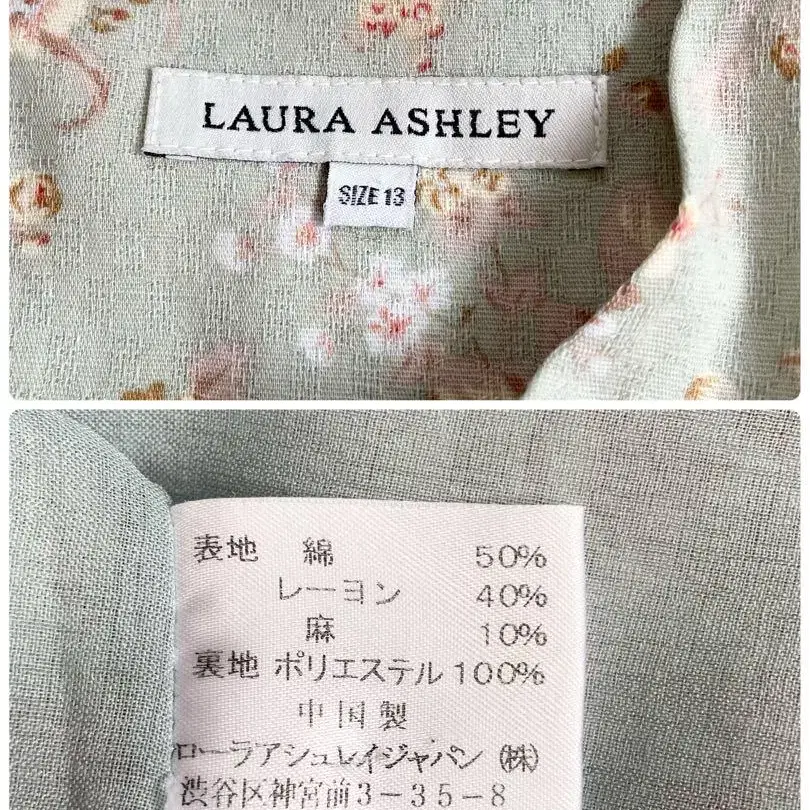 LAURA ASHLEY
SIZE 13
表地 綿 50%
レーヨン 40%
麻 10%
裏地 ポリエステル 100%
中国製
ローラアシュレイジャパン(株)
渋谷区神宮前3-35-8